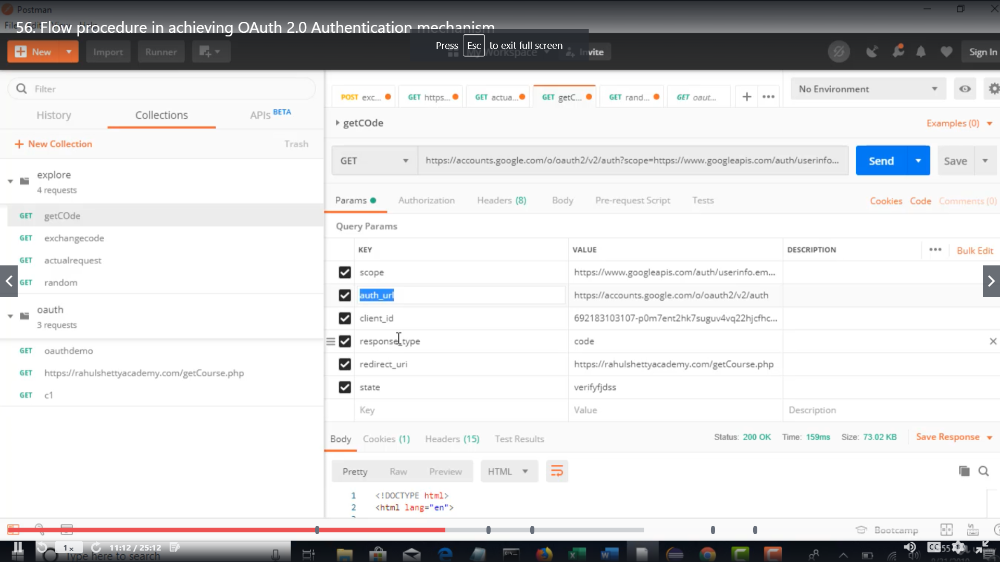 Postman
56. Flow procedure in achieving OAuth 2.0 Authentication mechanism
Press Esc to exit full screen
New
Import
Runner
My Workspace
Invite
Sign In
Filter
History
Collections
APIs BETA
+ New Collection
Trash
explore
4 requests
GET getCOde
GET exchangecode
GET actualrequest
GET random
oauth
3 requests
GET oauthdemo
GET https://rahulshettyacademy.com/getCourse.php
GET c1
POST exc...
GET https...
GET actua...
GET getC...
GET rand...
GET oaut...
No Environment
getCOde
Examples (0)
GET
https://accounts.google.com/o/oauth2/v2/auth?scope=https://www.googleapis.com/auth/userinfo...
Send
Save
Params
Authorization
Headers (8)
Body
Pre-request Script
Tests
Cookies
Code
Comments (0)
Query Params
KEY VALUE DESCRIPTION
Bulk Edit
scope https://www.googleapis.com/auth/userinfo.em...
auth_url https://accounts.google.com/o/oauth2/v2/auth
client_id 692183103107-p0m7ent2hk7suguv4vq22hjcfhc...
response_type code
redirect_uri https://rahulshettyacademy.com/getCourse.php
state verifyfjdss
Key Value Description
Body
Cookies (1)
Headers (15)
Test Results
Status: 200 OK
Time: 159ms
Size: 73.02 KB
Save Response
Pretty
Raw
Preview
HTML
1 <!DOCTYPE html>
2 <html lang="en">
Bootcamp
1x
11:12 / 25:12
Type here to search
CC